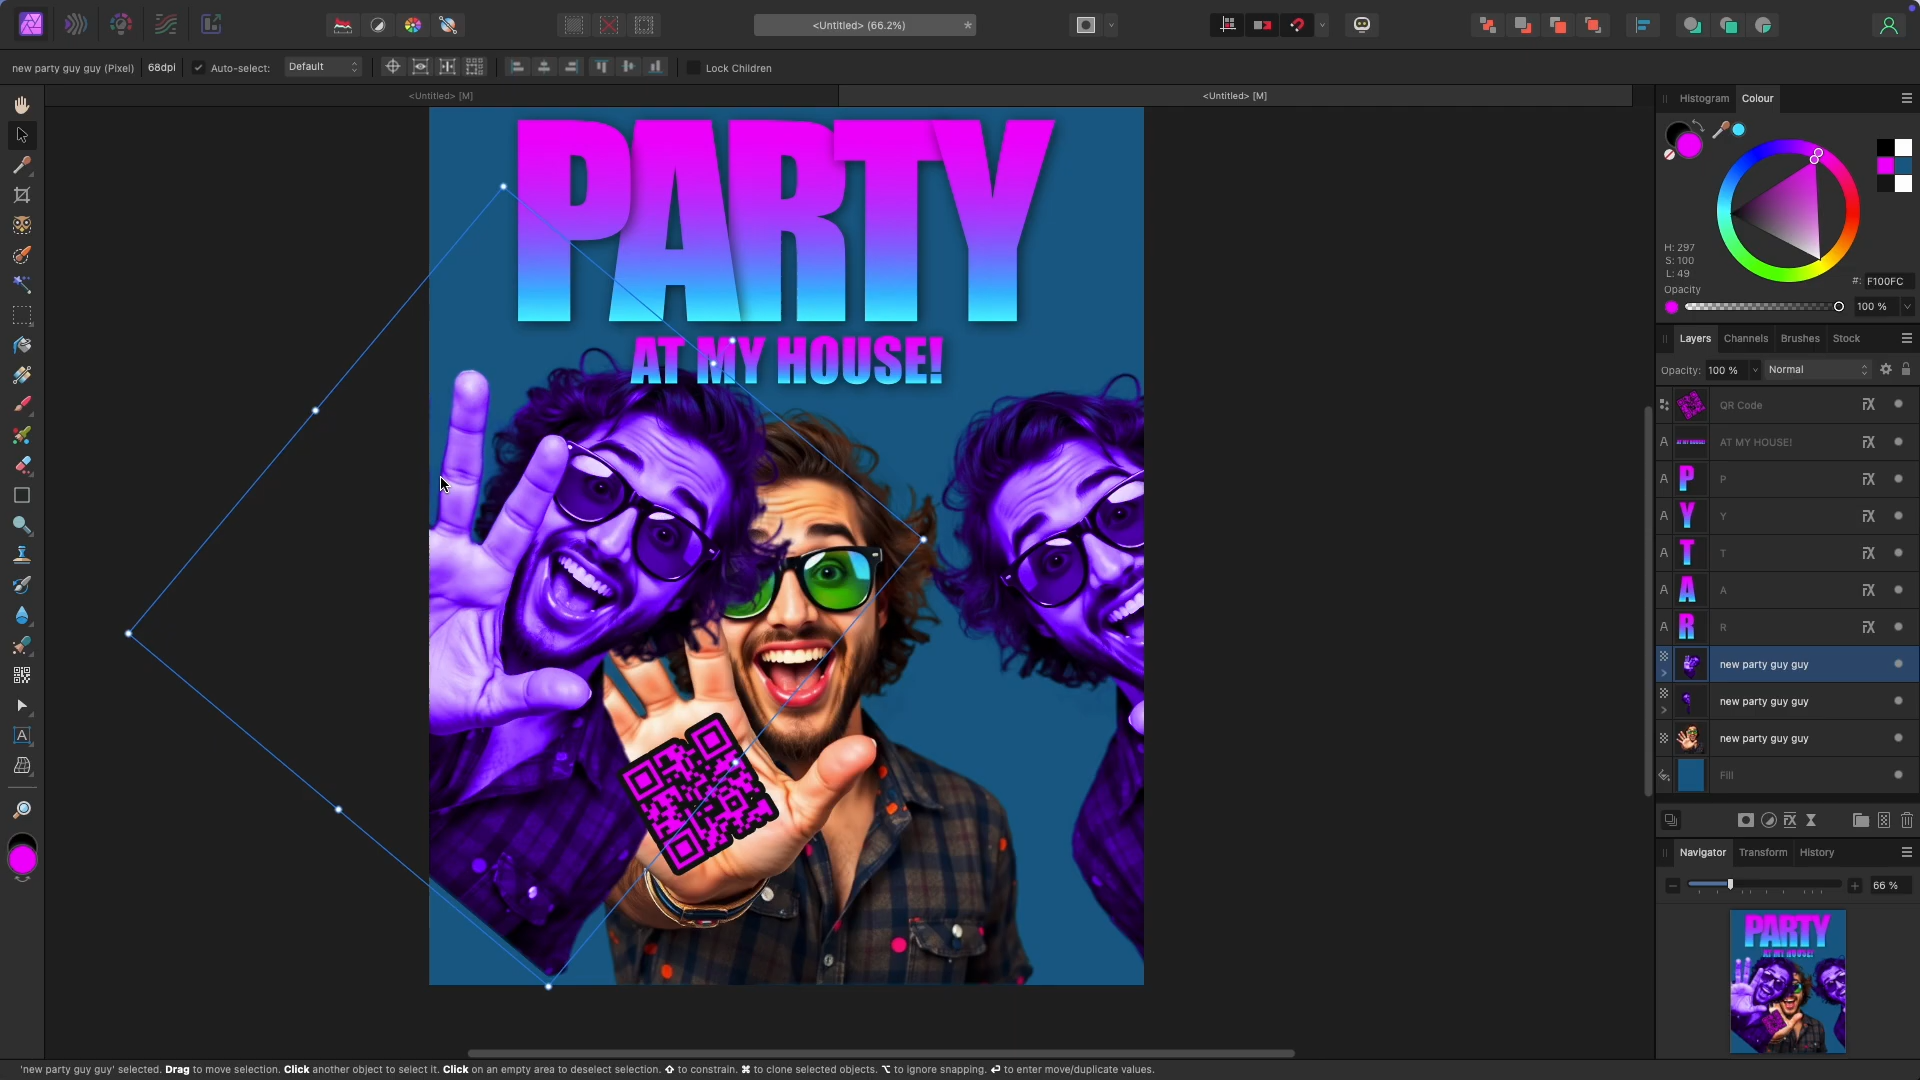 <Untitled> (66.2%)
*
new party guy guy (Pixel)
68dpi
Auto-select:
Default
Lock Children
<Untitled> [M]
<Untitled> [M]
Histogram
Colour
H: 297
S: 100
L: 49
#:
F100FC
Opacity
100 %
Layers
Channels
Brushes
Stock
Opacity:
100 %
Normal
QR Code
AT MY HOUSE!
P
Y
T
A
R
new party guy guy
new party guy guy
new party guy guy
Fill
Navigator
Transform
History
66 %
PARTY
AT MY HOUSE!
PARTY
AT MY HOUSE!
'new party guy guy' selected. Drag to move selection. Click another object to select it. Click on an empty area to deselect selection. ⇧ to constrain. ⌘ to clone selected objects. ⌥ to ignore snapping. ⏎ to enter move/duplicate values.